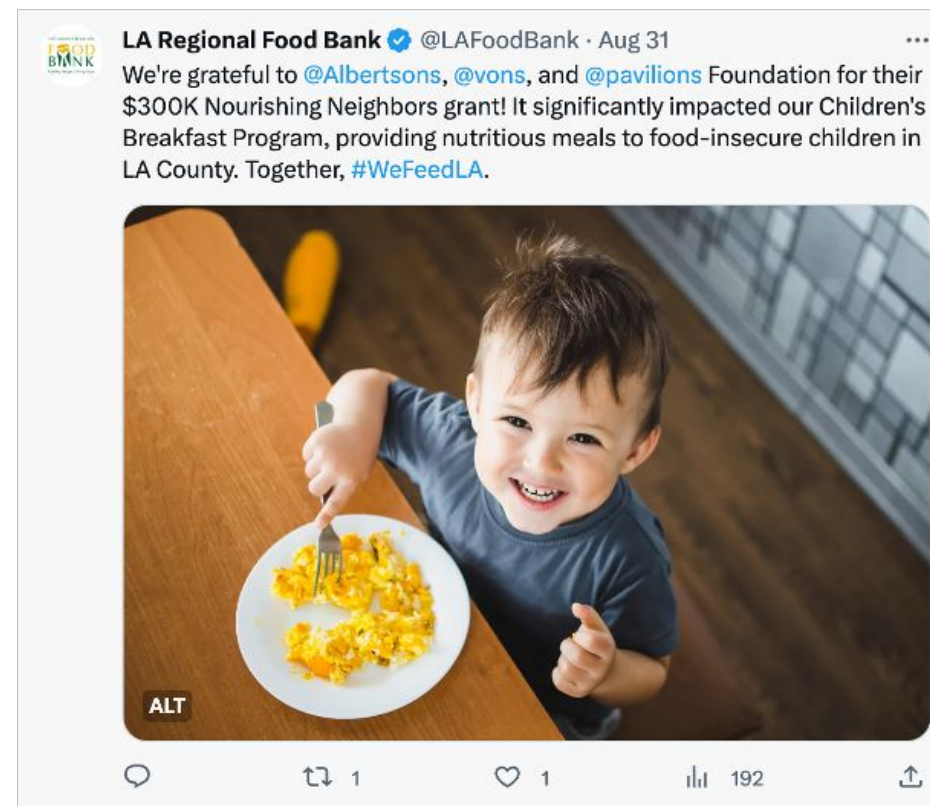 FOOD
BANK
LA Regional Food Bank @LAFoodBank · Aug 31
We're grateful to @Albertsons, @vons, and @pavilions Foundation for their
$300K Nourishing Neighbors grant! It significantly impacted our Children's
Breakfast Program, providing nutritious meals to food-insecure children in
LA County. Together, #WeFeedLA.
ALT
1 1 192